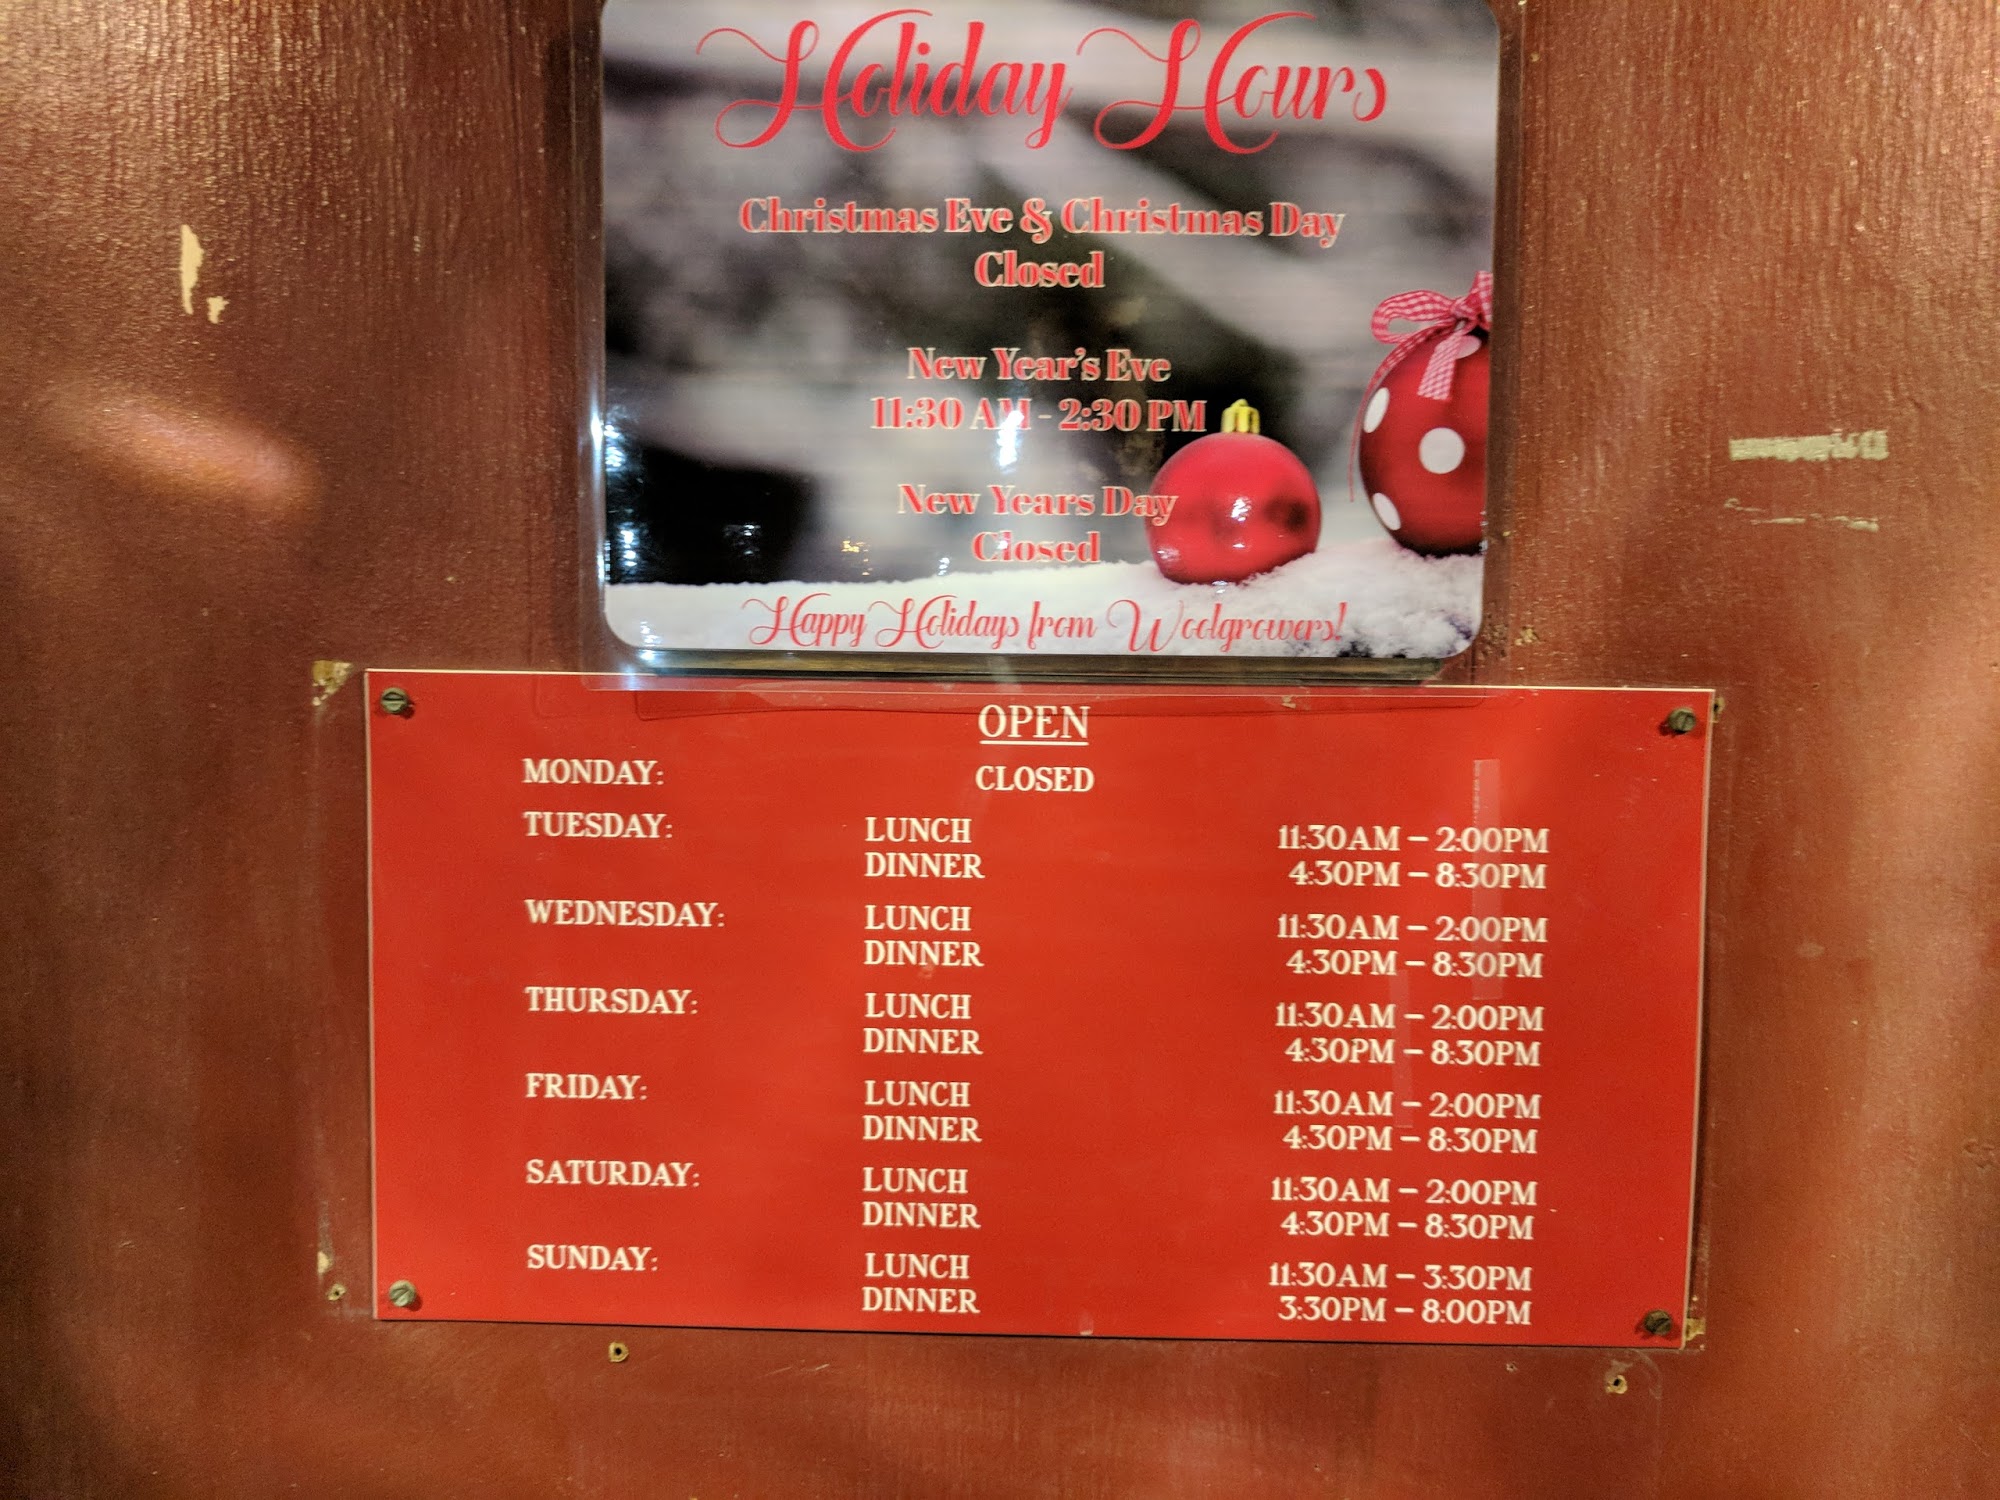 Holiday Hours
Christmas Eve & Christmas Day
Closed
New Year's Eve
11:30 AM - 2:30 PM
New Years Day
Closed
Happy Holidays from Woolgrowers!
OPEN
MONDAY: CLOSED
TUESDAY: LUNCH 11:30AM – 2:00PM
DINNER 4:30PM – 8:30PM
WEDNESDAY: LUNCH 11:30AM – 2:00PM
DINNER 4:30PM – 8:30PM
THURSDAY: LUNCH 11:30AM – 2:00PM
DINNER 4:30PM – 8:30PM
FRIDAY: LUNCH 11:30AM – 2:00PM
DINNER 4:30PM – 8:30PM
SATURDAY: LUNCH 11:30AM – 2:00PM
DINNER 4:30PM – 8:30PM
SUNDAY: LUNCH 11:30AM – 3:30PM
DINNER 3:30PM – 8:00PM